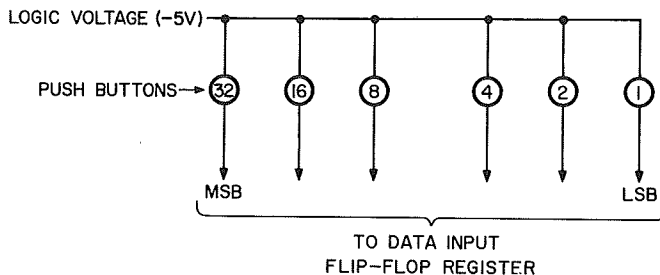 LOGIC VOLTAGE (-5V)
PUSH BUTTONS
32 16 8 4 2 1
MSB LSB
TO DATA INPUT
FLIP-FLOP REGISTER